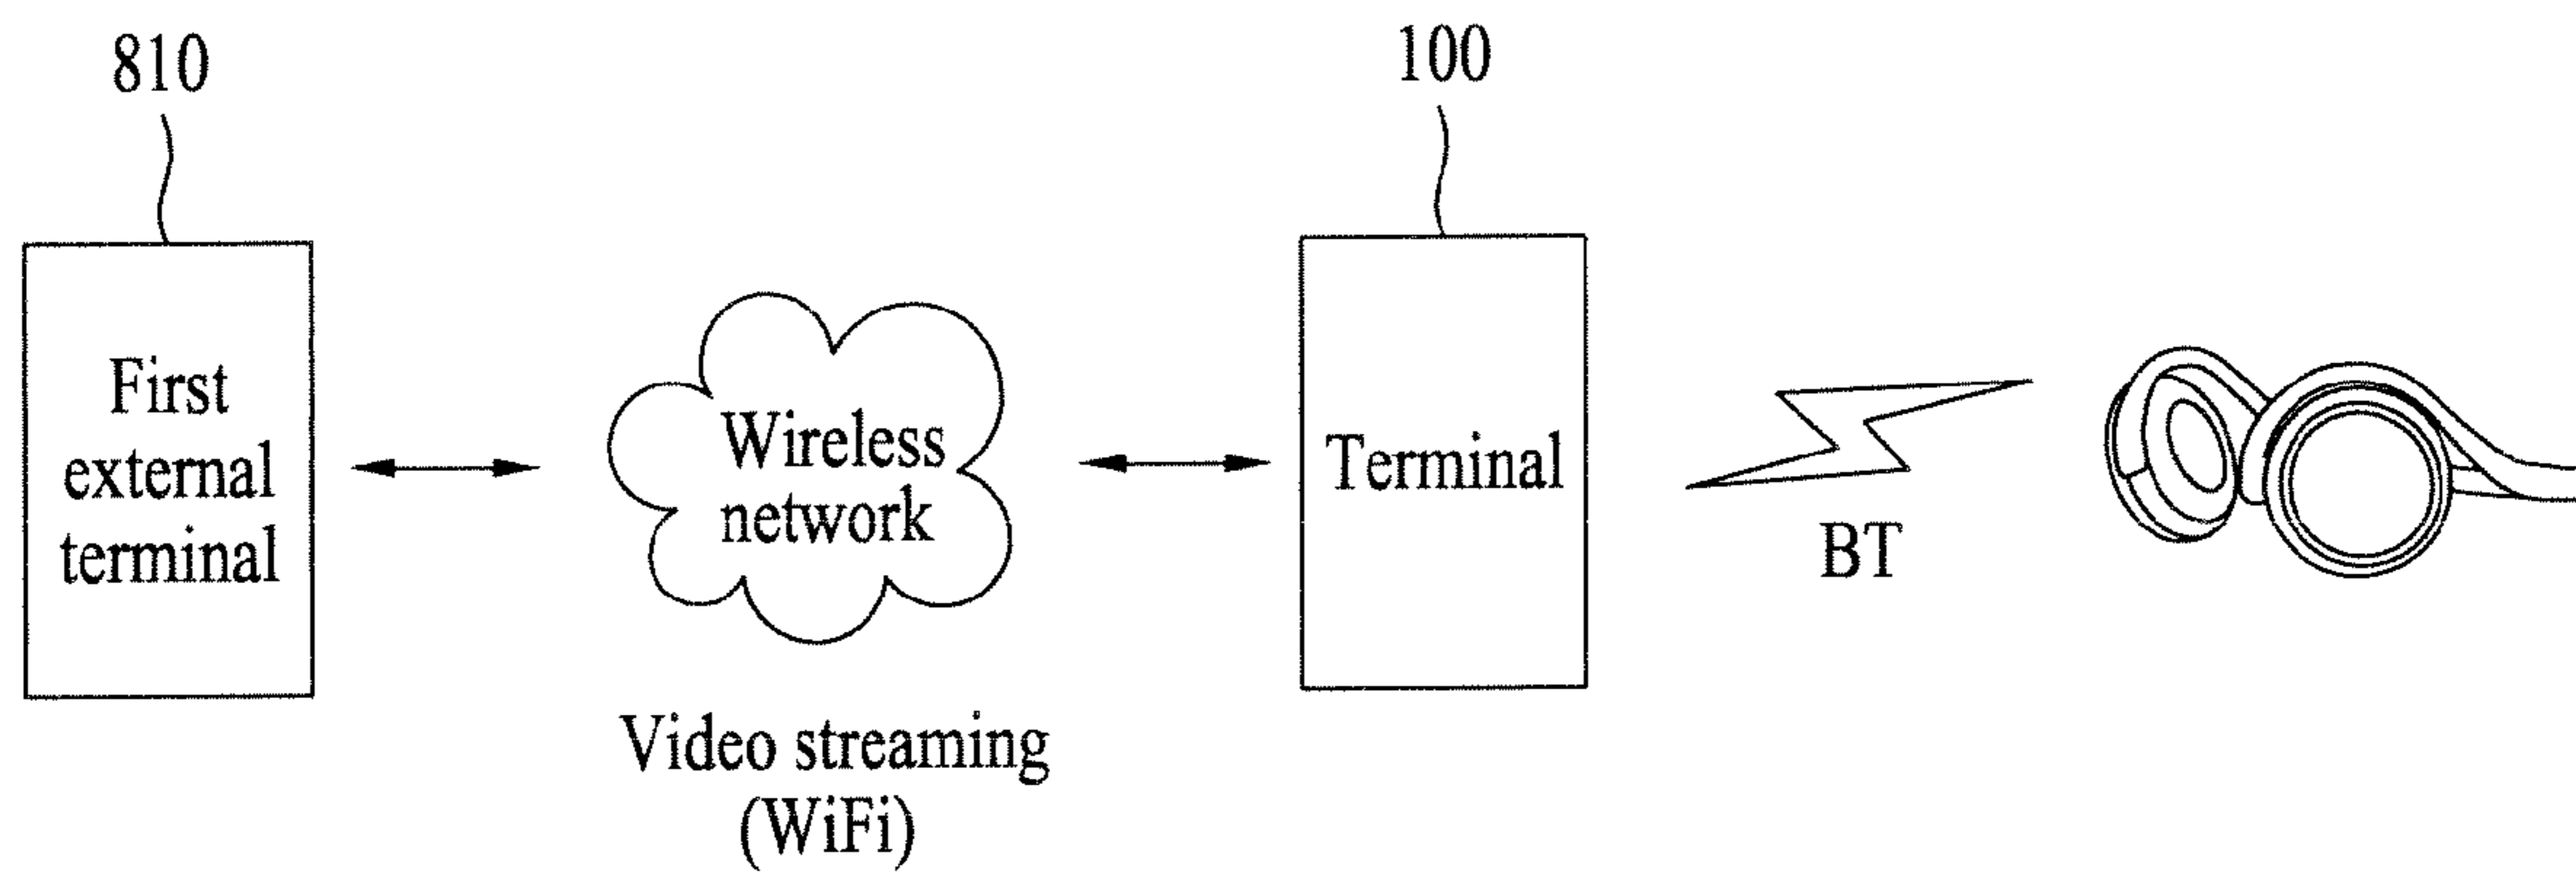 810
100
First
external
terminal
Wireless
network
Terminal
BT
Video streaming
(WiFi)